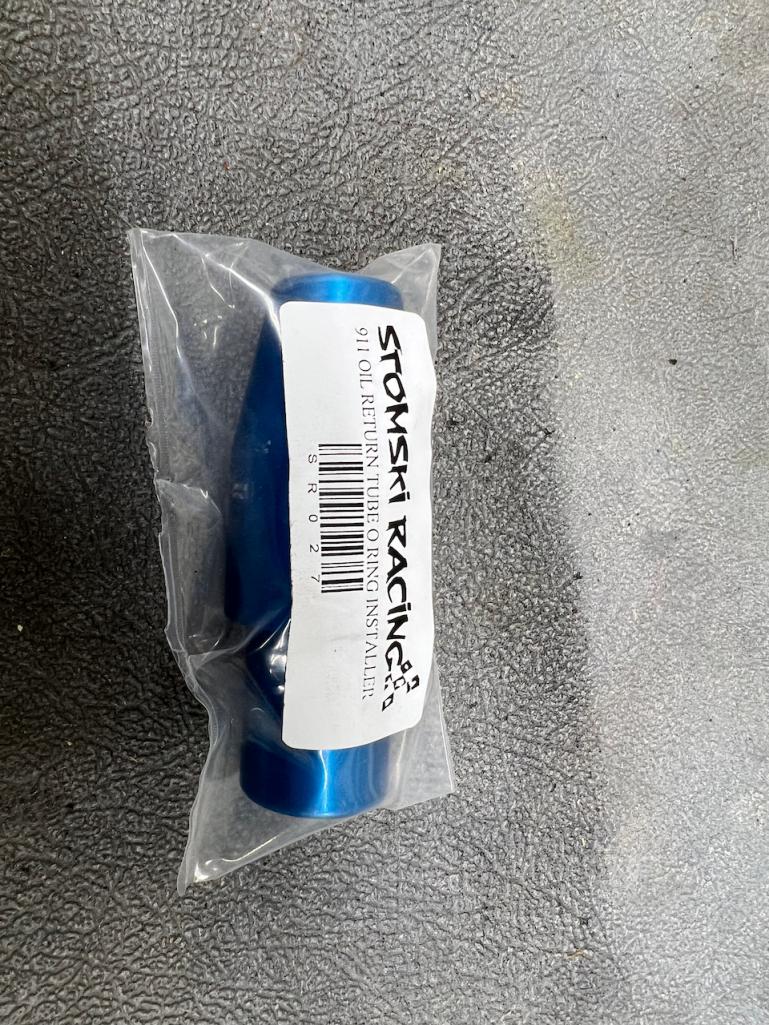 STOMSKi RACiNG
911 OIL RETURN TUBE O RING INSTALLER
SR027